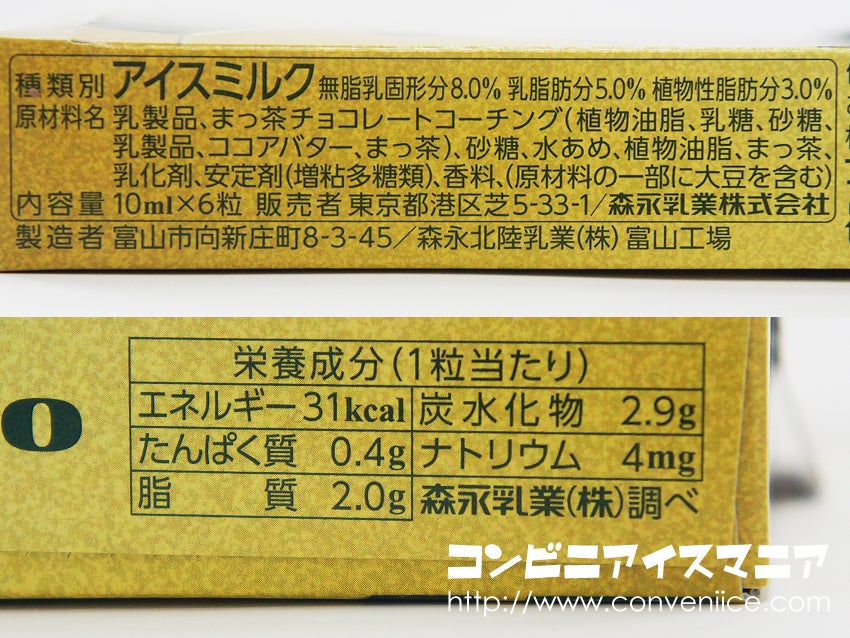 種類別 アイスミルク 無脂乳固形分8.0% 乳脂肪分5.0% 植物性脂肪分3.0%
原材料名 乳製品、まっ茶チョコレートコーチング(植物油脂、乳糖、砂糖、
乳製品、ココアバター、まっ茶)、砂糖、水あめ、植物油脂、まっ茶、
乳化剤、安定剤(増粘多糖類)、香料、(原材料の一部に大豆を含む)
内容量 10ml×6粒 販売者 東京都港区芝5-33-1/森永乳業株式会社
製造者 富山市向新庄町8-3-45/森永北陸乳業(株) 富山工場
栄養成分(1粒当たり)
エネルギー 31kcal 炭水化物 2.9g
たんぱく質 0.4g ナトリウム 4mg
脂質 2.0g 森永乳業(株)調べ
コンビニアイスマニア
http://www.conveniice.com/